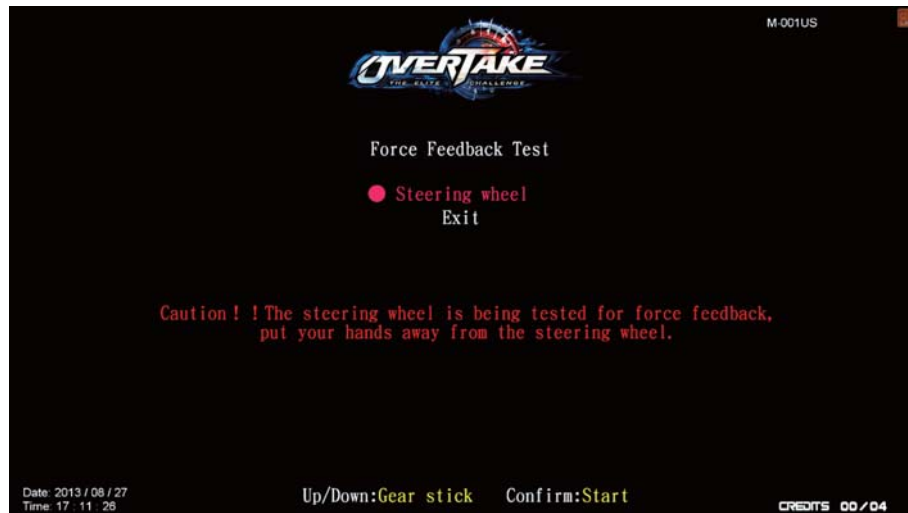 M-001US
OVERTAKE
THE ELITE CHALLENGE
Force Feedback Test
Steering wheel
Exit
Caution！！The steering wheel is being tested for force feedback,
put your hands away from the steering wheel.
Date: 2013 / 08 / 27
Time: 17 : 11 : 26
Up/Down:Gear stick Confirm:Start
CREDITS 00/04